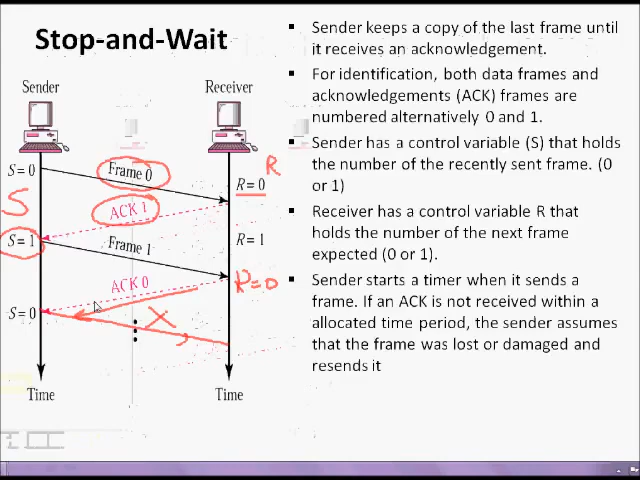 Stop-and-Wait
Sender
Receiver
S = 0
Frame 0
R = 0
R
ACK 1
S
S = 1
R = 1
Frame 1
ACK 0
R=0
S = 0
X
Time
Time
Sender keeps a copy of the last frame until
it receives an acknowledgement.
For identification, both data frames and
acknowledgements (ACK) frames are
numbered alternatively 0 and 1.
Sender has a control variable (S) that holds
the number of the recently sent frame. (0
or 1)
Receiver has a control variable R that
holds the number of the next frame
expected (0 or 1).
Sender starts a timer when it sends a
frame. If an ACK is not received within a
allocated time period, the sender assumes
that the frame was lost or damaged and
resends it